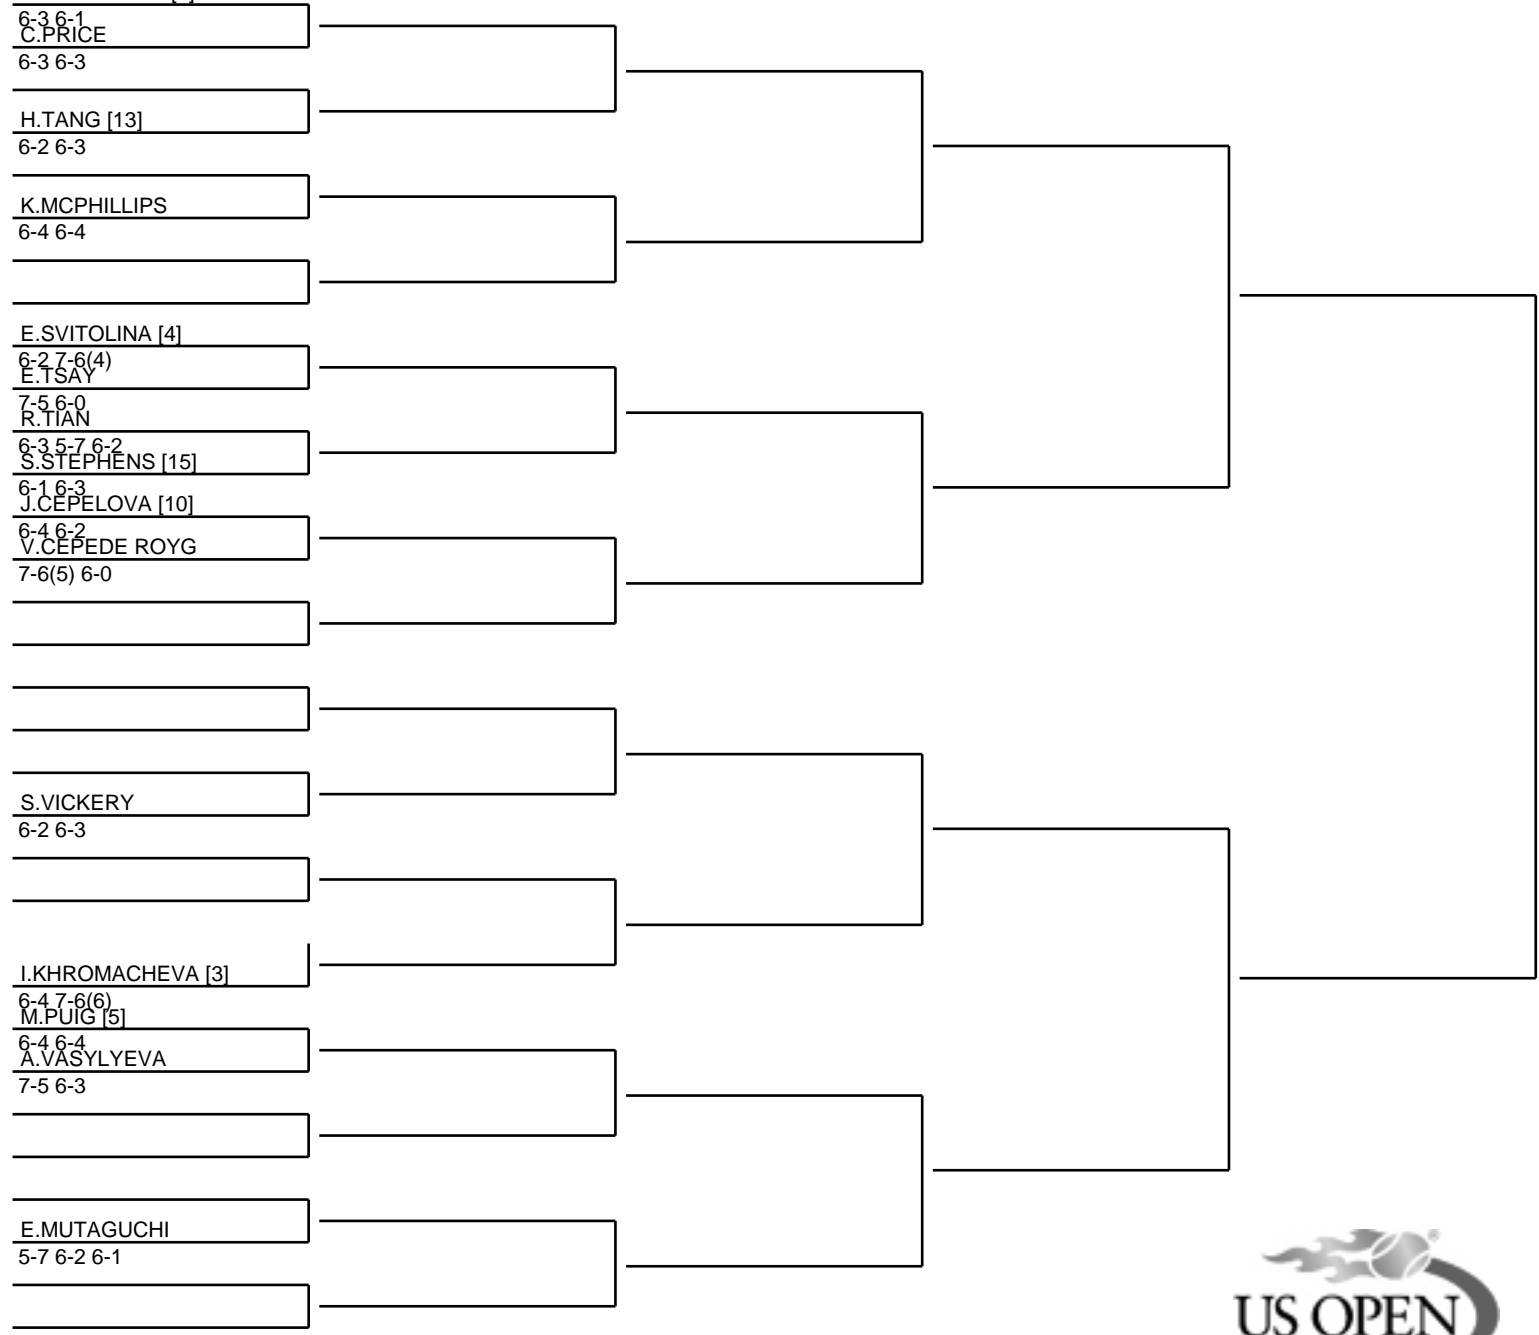 6-3 6-1
C.PRICE
6-3 6-3
H.TANG [13]
6-2 6-3
K.MCPHILLIPS
6-4 6-4
E.SVITOLINA [4]
6-2 7-6(4)
E.TSAY
7-5 6-0
R.TIAN
6-3 5-7 6-2
S.STEPHENS [15]
6-1 6-3
J.CEPELOVA [10]
6-4 6-2
V.CEPEDE ROYG
7-6(5) 6-0
S.VICKERY
6-2 6-3
I.KHROMACHEVA [3]
6-4 7-6(6)
M.PUIG [5]
6-4 6-4
A.VASYLYEVA
7-5 6-3
E.MUTAGUCHI
5-7 6-2 6-1
US OPEN